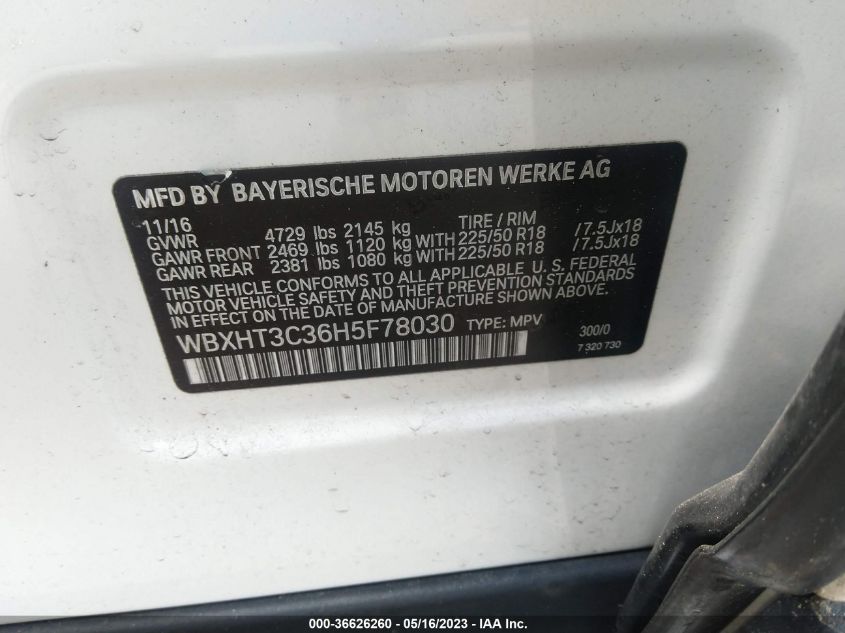 MFD BY BAYERISCHE MOTOREN WERKE AG
11/16 TIRE / RIM
GVWR 4729 lbs 2145 kg
GAWR FRONT 2469 lbs 1120 kg WITH 225/50 R18 /7.5Jx18
GAWR REAR 2381 lbs 1080 kg WITH 225/50 R18 /7.5Jx18
THIS VEHICLE CONFORMS TO ALL APPLICABLE U. S. FEDERAL
MOTOR VEHICLE SAFETY AND THEFT PREVENTION STANDARDS
IN EFFECT ON THE DATE OF MANUFACTURE SHOWN ABOVE.
WBXHT3C36H5F78030 TYPE: MPV 300/0
7 320 730
000-36626260 - 05/16/2023 - IAA Inc.